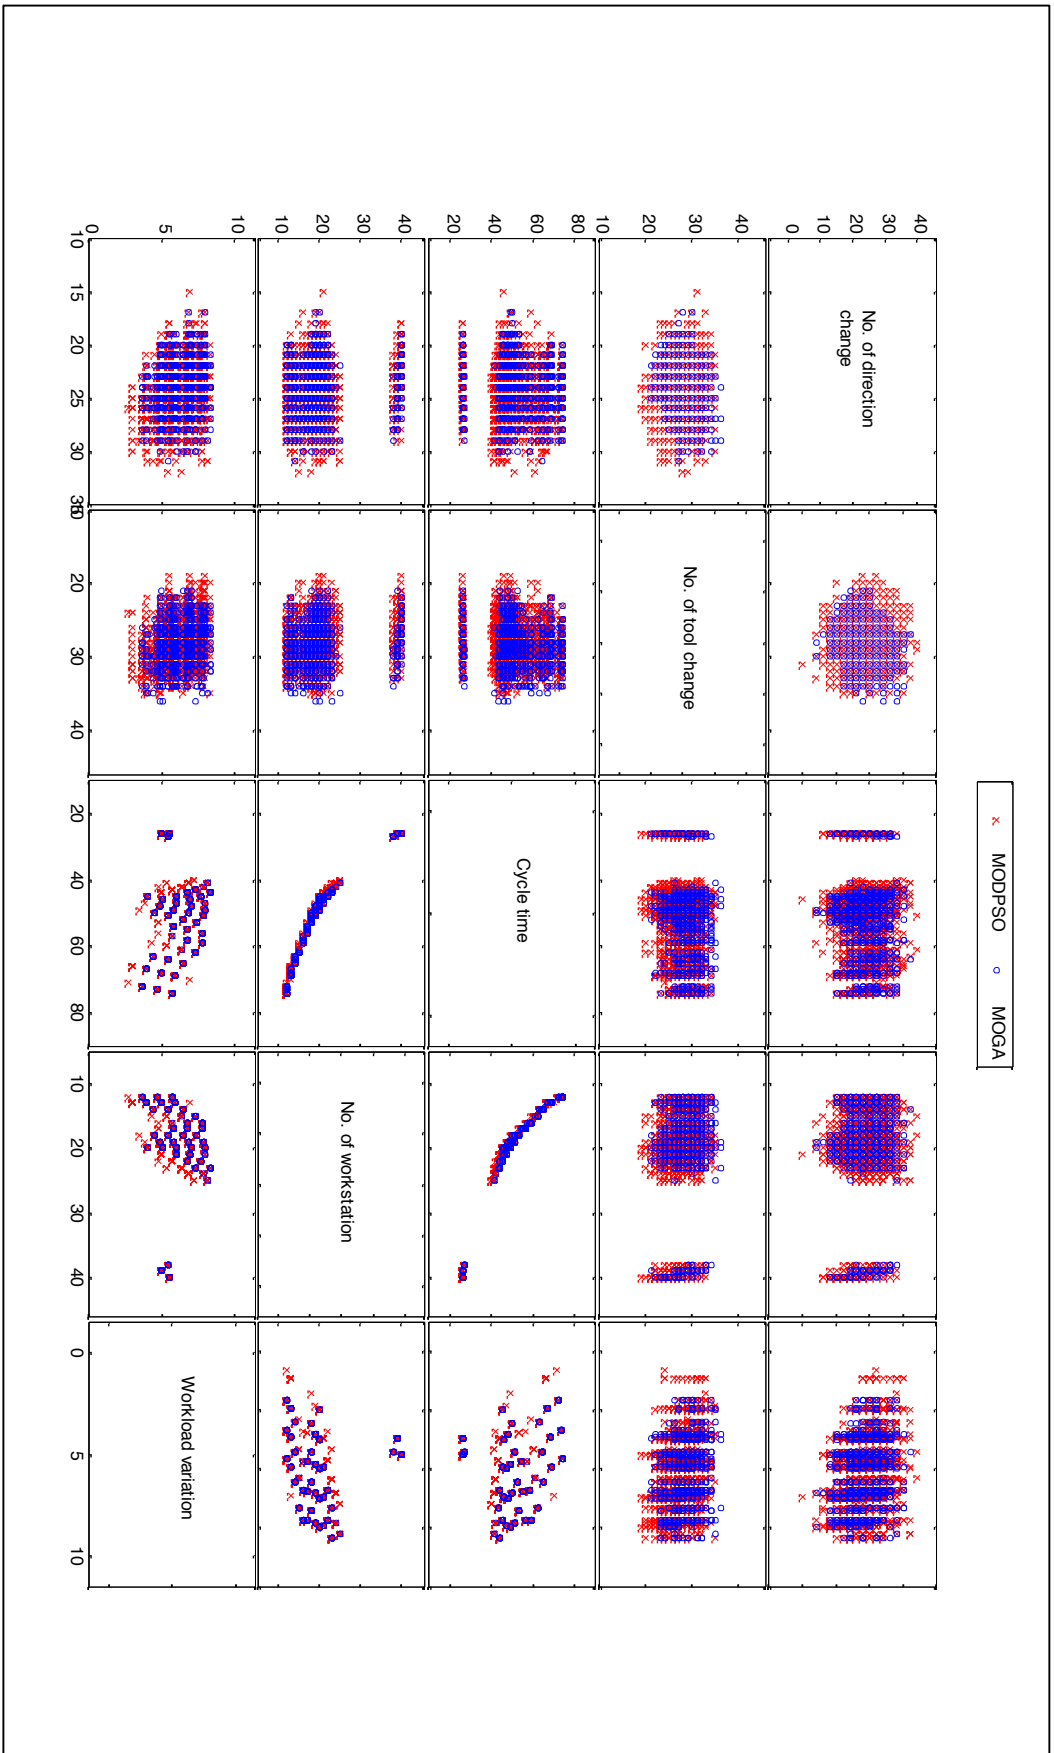 MODPSO MOGA
40
30
20
10
0
No. of direction
change
40
30
20
10
No. of tool change
80
60
40
20
Cycle time
40
30
20
10
No. of workstation
10
5
0
Workload variation
10 15 20 25 30 35 10 20 30 40 20 40 60 80 10 20 30 40 0 5 10